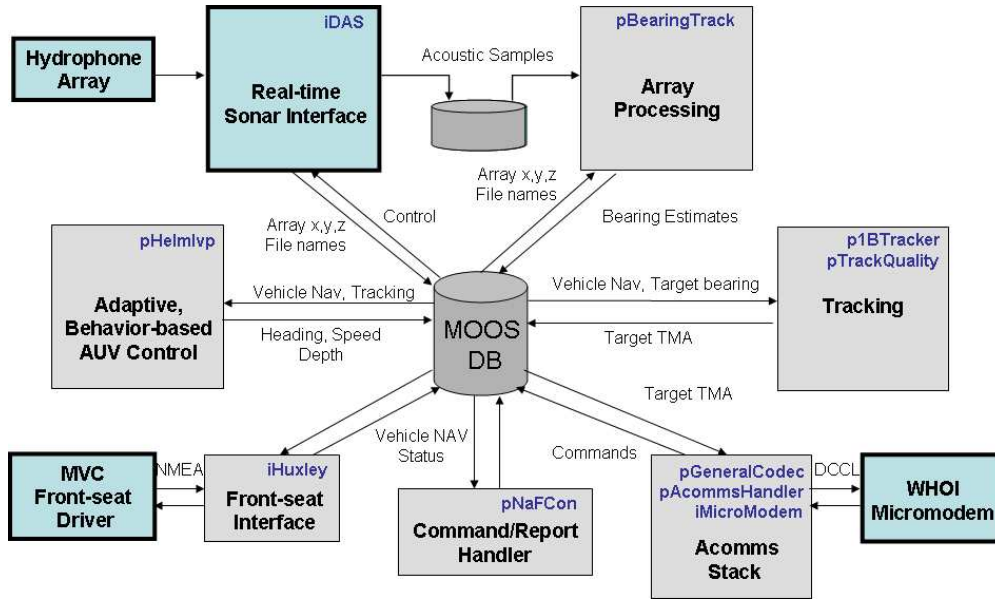 iDAS
pBearingTrack
Hydrophone
Array
Acoustic Samples
Real-time
Sonar Interface
Array
Processing
Array x,y,z
File names
Control
Array x,y,z
File names
Bearing Estimates
pHelmIvp
p1BTracker
pTrackQuality
Adaptive,
Behavior-based
AUV Control
Vehicle Nav, Tracking
Heading, Speed
Depth
MOOS
DB
Vehicle Nav, Target bearing
Target TMA
Tracking
Target TMA
Vehicle NAV
Status
Commands
MVC
Front-seat
Driver
NMEA
iHuxley
Front-seat
Interface
pNaFCon
Command/Report
Handler
pGeneralCodec
pAcommsHandler
iMicroModem
Acomms
Stack
DCCL
WHOI
Micromodem